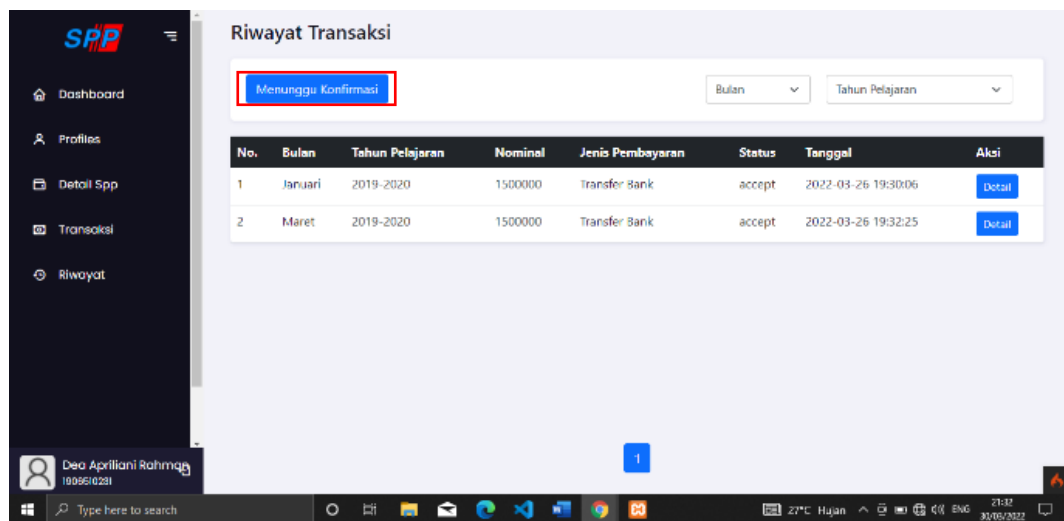 SPP
Riwayat Transaksi
Menunggu Konfirmasi
Bulan
Tahun Pelajaran
Dashboard
Profiles
Detail Spp
Transaksi
Riwayat
No. Bulan Tahun Pelajaran Nominal Jenis Pembayaran Status Tanggal Aksi
1 Januari 2019-2020 1500000 Transfer Bank accept 2022-03-26 19:30:06 Detail
2 Maret 2019-2020 1500000 Transfer Bank accept 2022-03-26 19:32:25 Detail
1
Dea Apriliani Rahman
Type here to search
27°C Hujan
ENG
21:32
30/03/2022